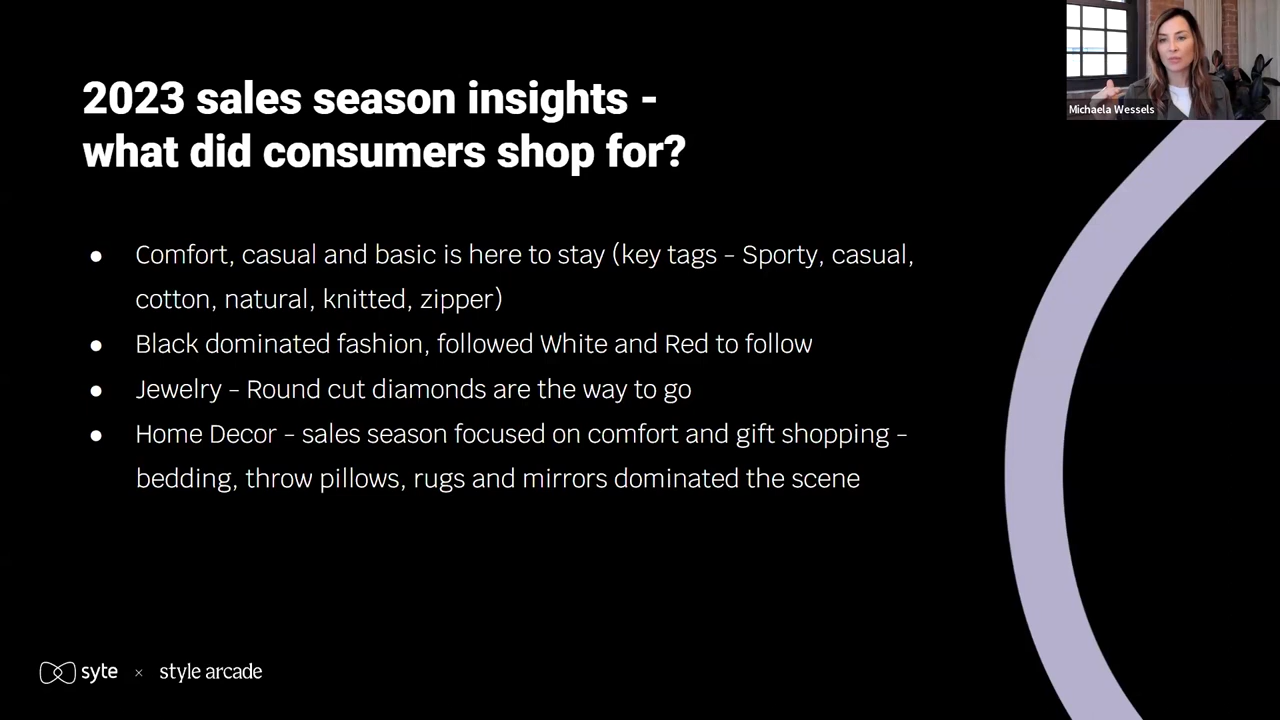 Michaela Wessels
2023 sales season insights -
what did consumers shop for?
● Comfort, casual and basic is here to stay (key tags - Sporty, casual,
cotton, natural, knitted, zipper)
● Black dominated fashion, followed White and Red to follow
● Jewelry - Round cut diamonds are the way to go
● Home Decor - sales season focused on comfort and gift shopping -
bedding, throw pillows, rugs and mirrors dominated the scene
syte × style arcade